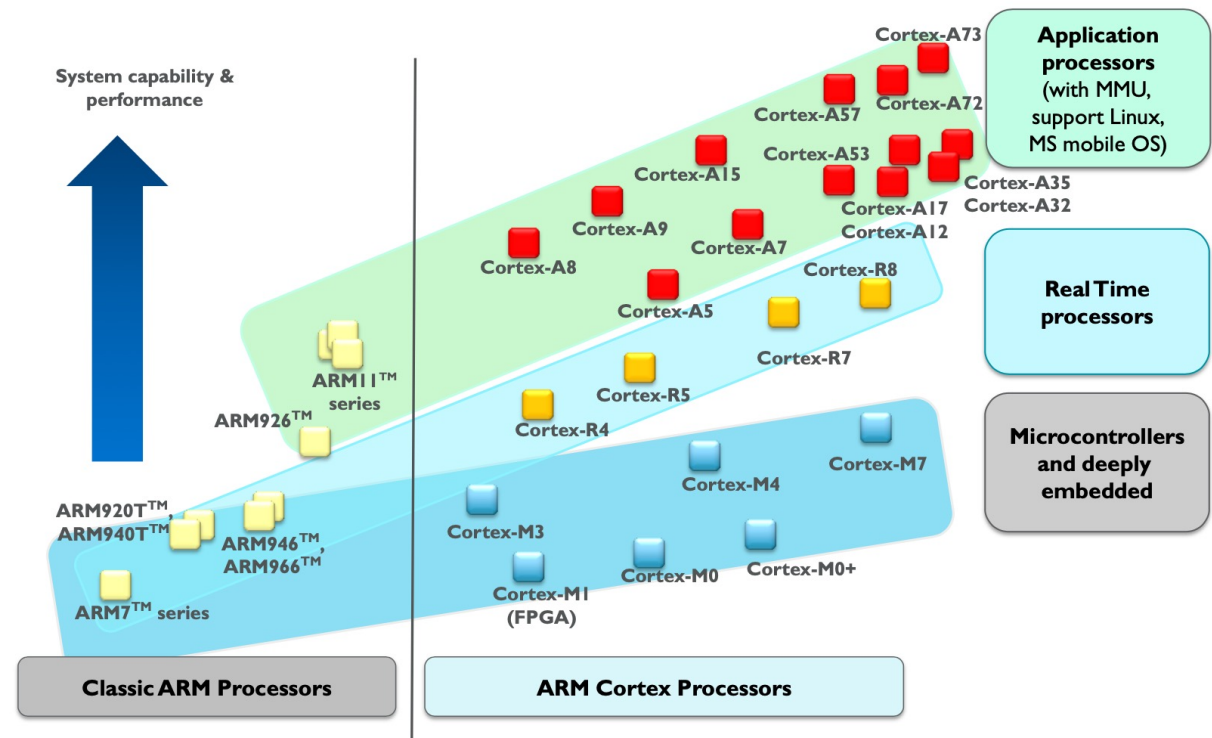 System capability &
performance
Cortex-A73
Cortex-A72
Cortex-A57
Cortex-A53
Cortex-A15
Cortex-A35
Cortex-A32
Cortex-A17
Cortex-A12
Cortex-A9
Cortex-A7
Cortex-A8
Cortex-A5
Cortex-R8
Cortex-R7
Cortex-R5
Cortex-R4
ARM11™
series
ARM926™
Cortex-M7
Cortex-M4
Cortex-M3
Cortex-M0+
Cortex-M0
Cortex-M1
(FPGA)
ARM920T™,
ARM940T™
ARM946™,
ARM966™
ARM7™ series
Application
processors
(with MMU,
support Linux,
MS mobile OS)
Real Time
processors
Microcontrollers
and deeply
embedded
Classic ARM Processors
ARM Cortex Processors